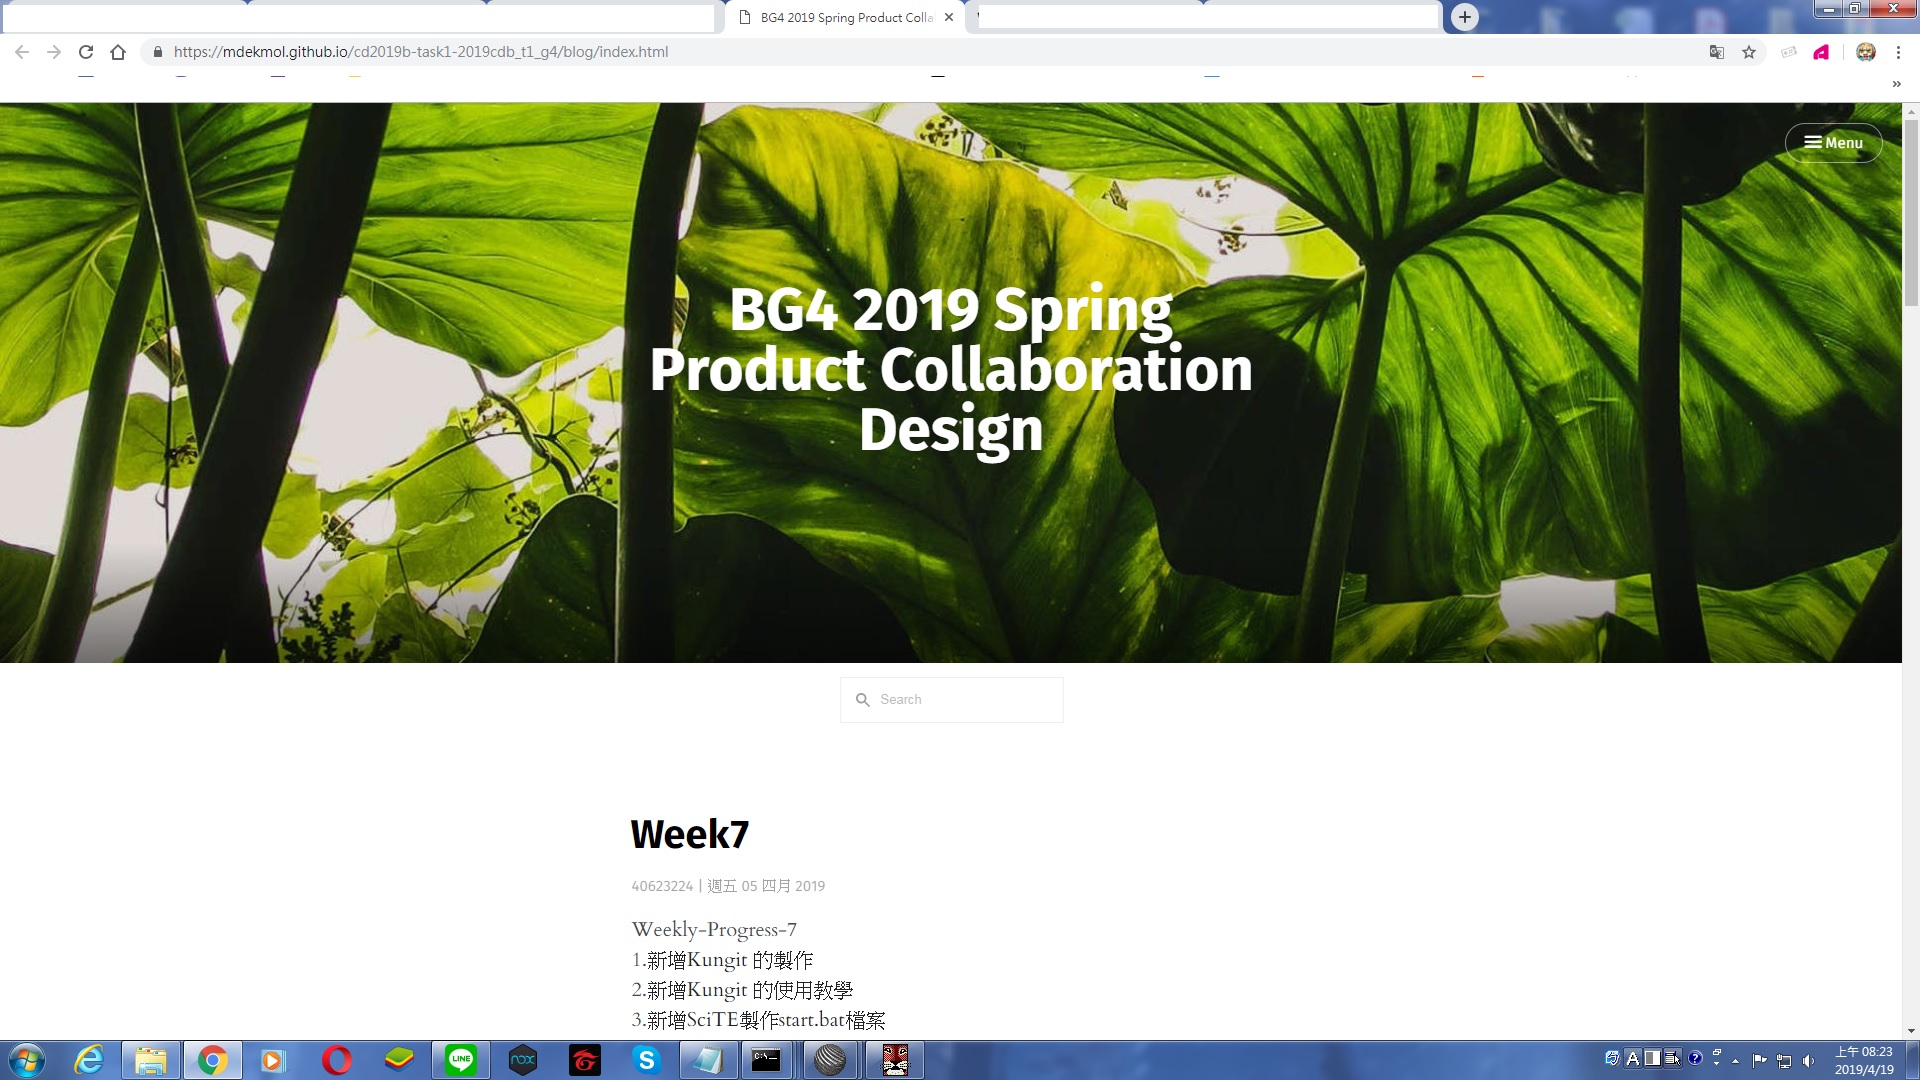 BG4 2019 Spring Product Colla
https://mdekmol.github.io/cd2019b-task1-2019cdb_t1_g4/blog/index.html
Menu
BG4 2019 Spring
Product Collaboration
Design
Search
Week7
40623224 | 週五 05 四月 2019
Weekly-Progress-7
1.新增Kungit 的製作
2.新增Kungit 的使用教學
3.新增SciTE製作start.bat檔案
上午 08:23
2019/4/19